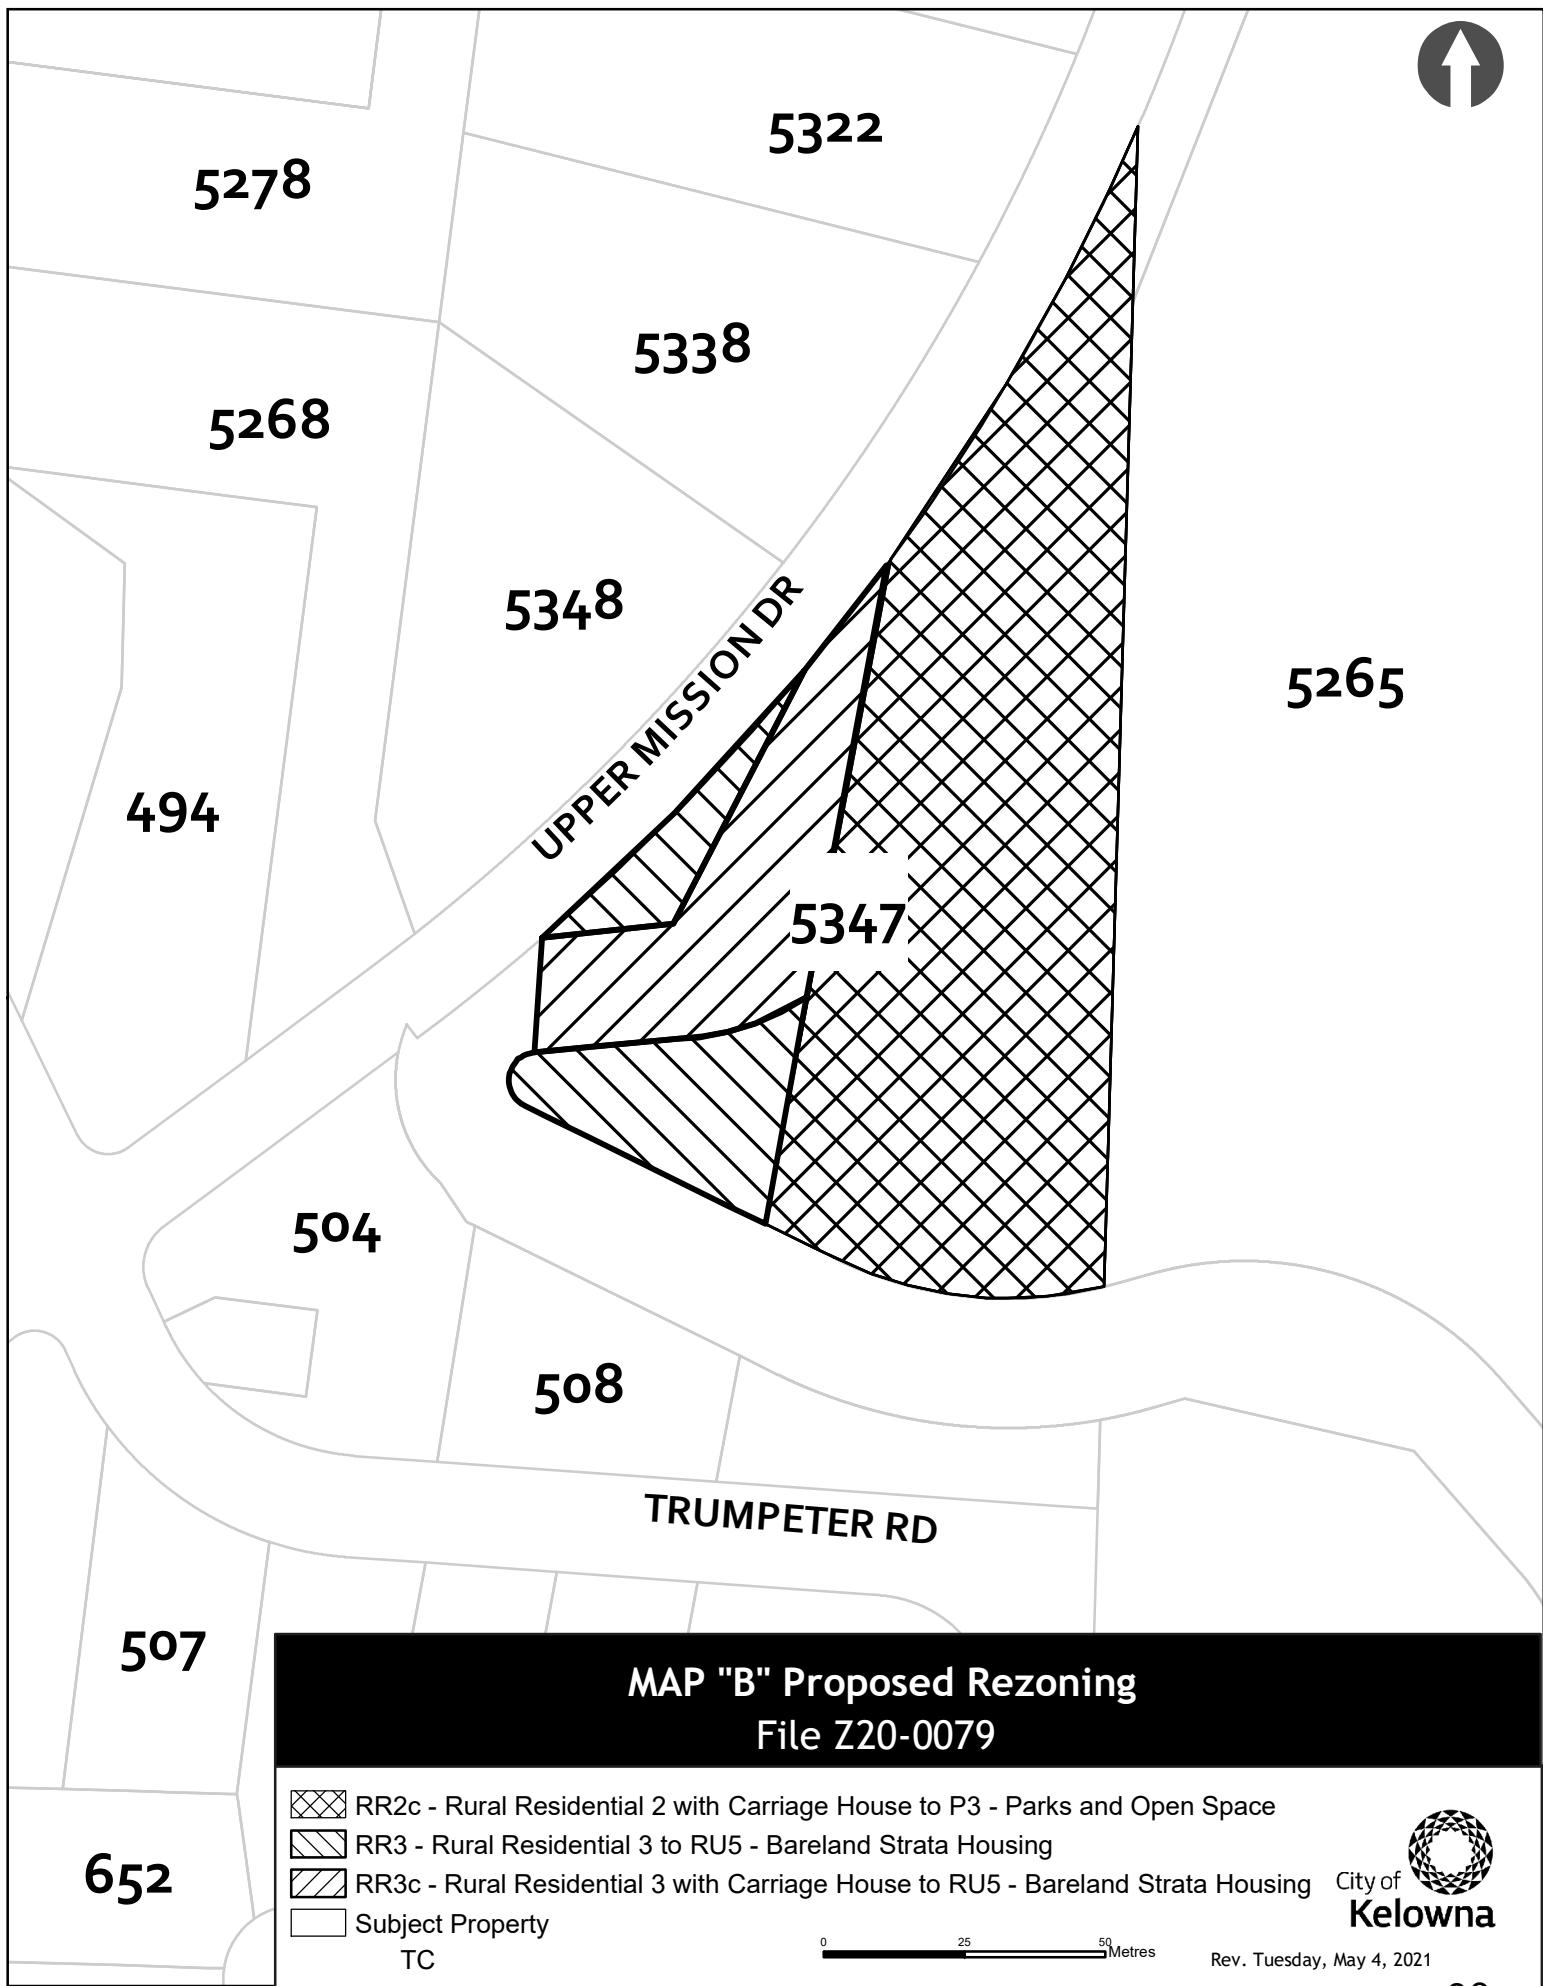 5322
5278
5338
5268
5348
UPPER MISSION DR
5265
494
5347
504
508
TRUMPETER RD
507
652
MAP "B" Proposed Rezoning
File Z20-0079
RR2c - Rural Residential 2 with Carriage House to P3 - Parks and Open Space
RR3 - Rural Residential 3 to RU5 - Bareland Strata Housing
RR3c - Rural Residential 3 with Carriage House to RU5 - Bareland Strata Housing
Subject Property
TC
0 25 50 Metres
City of
Kelowna
Rev. Tuesday, May 4, 2021